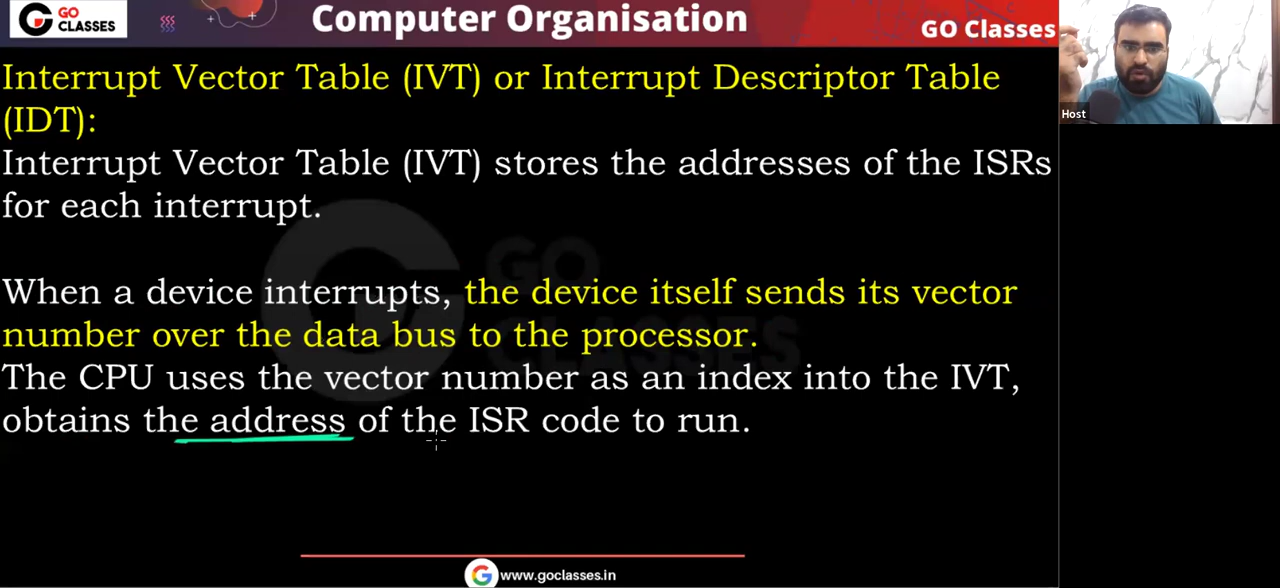 GO
CLASSES
Computer Organisation
GO Classes
Interrupt Vector Table (IVT) or Interrupt Descriptor Table
(IDT):
Interrupt Vector Table (IVT) stores the addresses of the ISRs
for each interrupt.
When a device interrupts, the device itself sends its vector
number over the data bus to the processor.
The CPU uses the vector number as an index into the IVT,
obtains the address of the ISR code to run.
GO
CLASSES
www.goclasses.in
Host